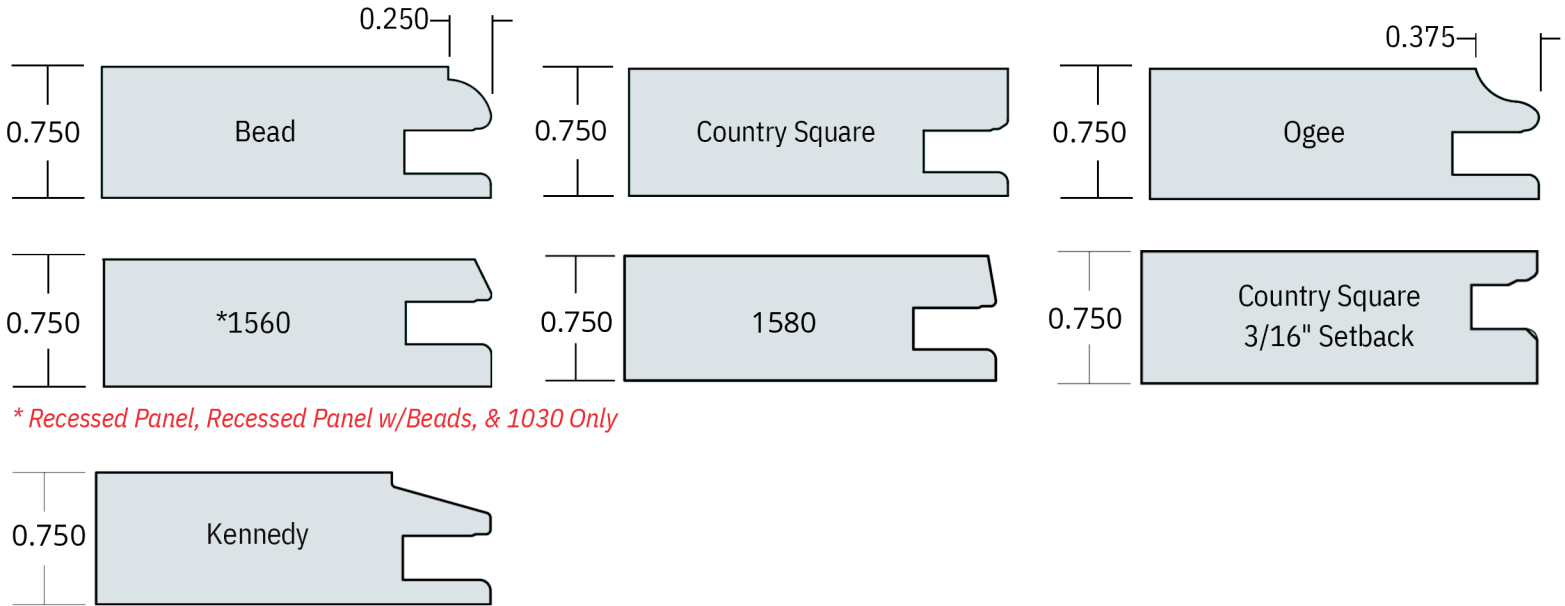 0.250
0.375
0.750
Bead
0.750
Country Square
0.750
Ogee
0.750
*1560
0.750
1580
0.750
Country Square
3/16" Setback
* Recessed Panel, Recessed Panel w/Beads, & 1030 Only
0.750
Kennedy